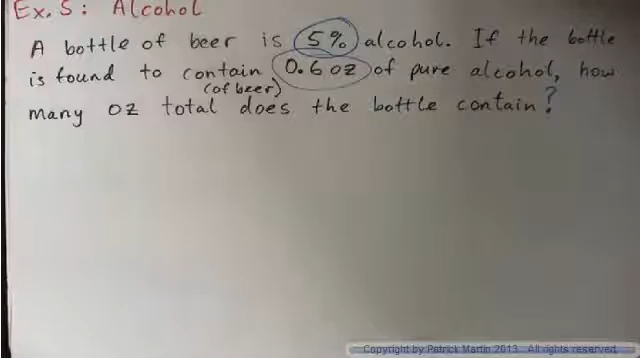 Ex. 5: Alcohol
A bottle of beer is 5% alcohol. If the bottle
is found to contain 0.6 oz of pure alcohol, how
(of beer)
many oz total does the bottle contain?
Copyright by Patrick Martin 2013. All rights reserved.